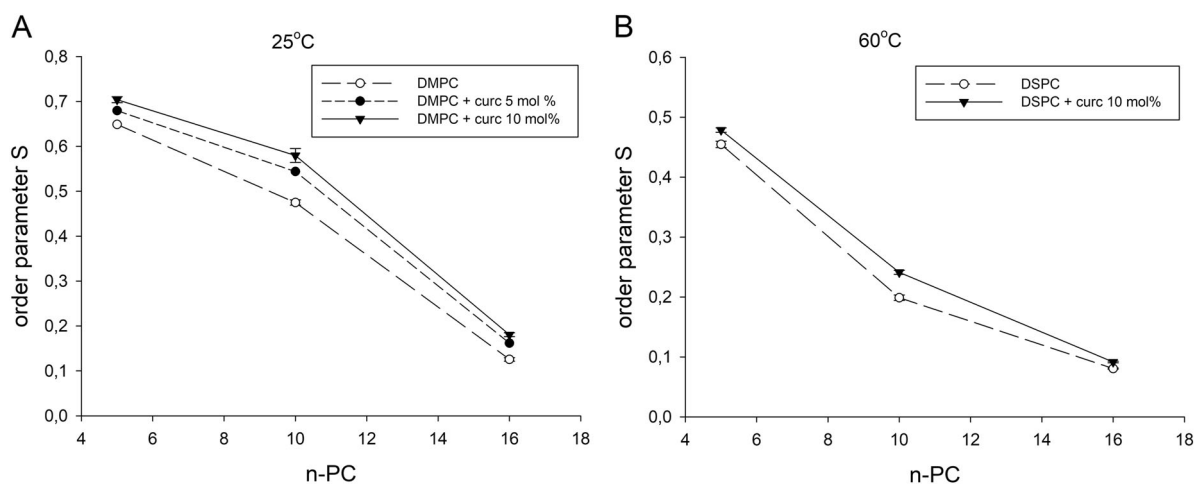 A
25°C
0,8
0,7
0,6
0,5
0,4
0,3
0,2
0,1
0,0
order parameter S
DMPC
DMPC + curc 5 mol %
DMPC + curc 10 mol%
4 6 8 10 12 14 16 18
n-PC
B
60°C
0,6
0,5
0,4
0,3
0,2
0,1
0,0
order parameter S
DSPC
DSPC + curc 10 mol%
4 6 8 10 12 14 16 18
n-PC